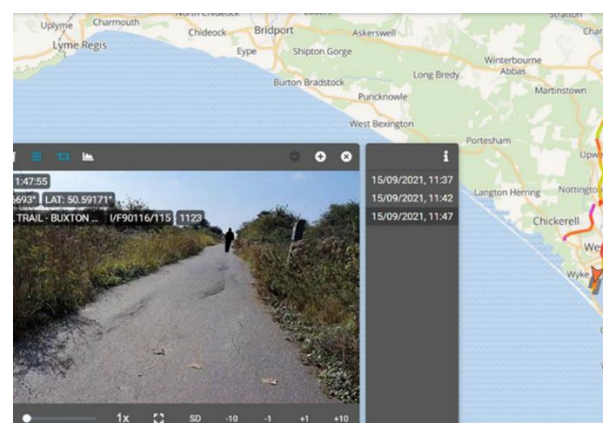 Uplyme
Charmouth
Chideock
Bridport
Askerswell
Lyme Regis
Eype
Shipton Gorge
Winterbourne
Abbas
Burton Bradstock
Long Bredy
Martinstown
Puncknowle
West Bexington
Portesham
1:47:55
LAT: 50.59171°
TRAIL - BUXTON ... I/F90116/115 1123
15/09/2021, 11:37
15/09/2021, 11:42
15/09/2021, 11:47
Langton Herring
Chickerell
Wyke
1x SD -10 -1 +1 +10